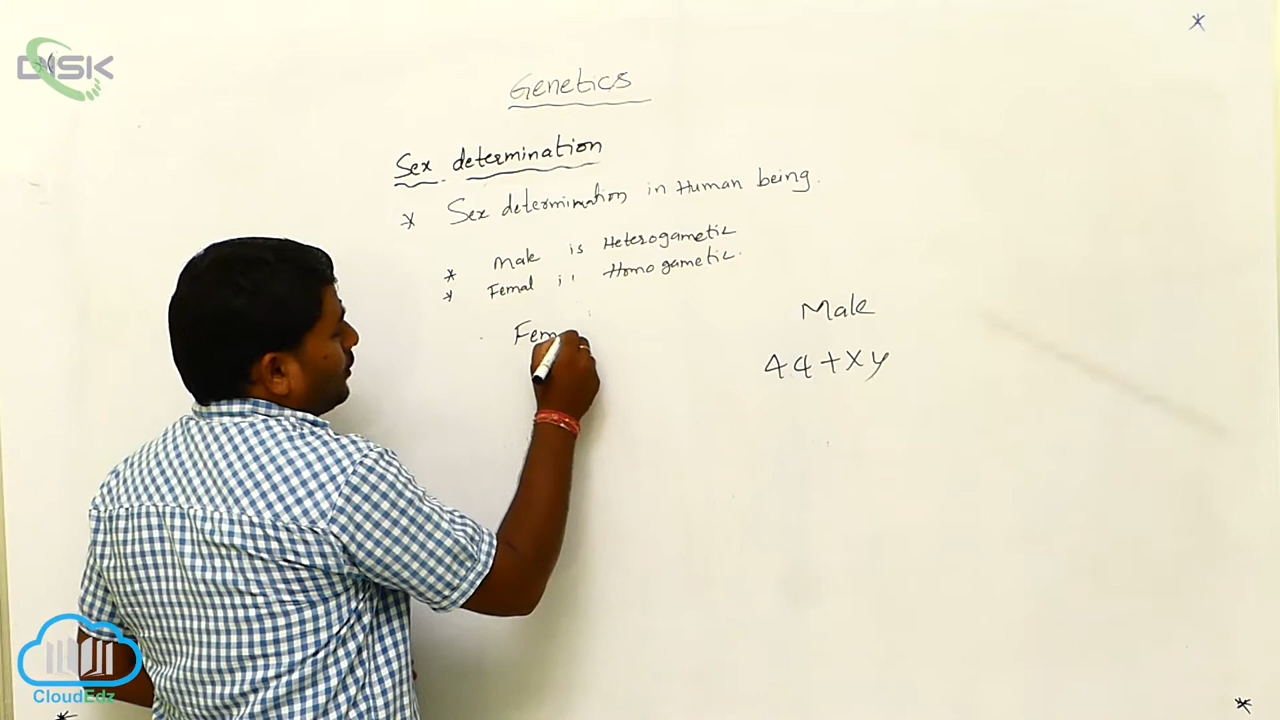 DNSK
Genetics
Sex determination
* Sex determination in Human being.
* Male is Heterogametic
* Femal is Homogametic.
Male
Fem
44+XY
CloudEdz